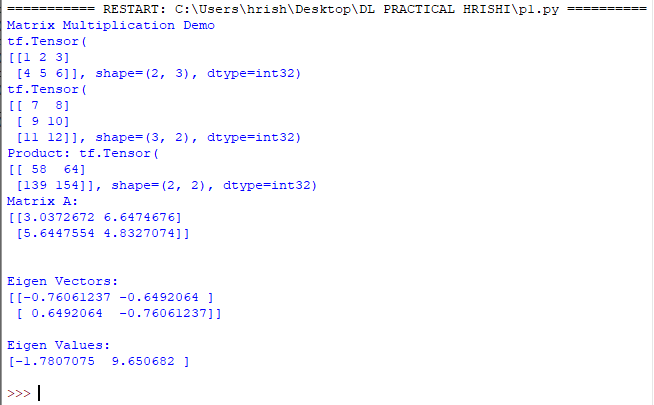 =========== RESTART: C:\Users\hrish\Desktop\DL PRACTICAL HRISHI\p1.py ==========
Matrix Multiplication Demo
tf.Tensor(
[[1 2 3]
 [4 5 6]], shape=(2, 3), dtype=int32)
tf.Tensor(
[[ 7  8]
 [ 9 10]
 [11 12]], shape=(3, 2), dtype=int32)
Product: tf.Tensor(
[[ 58  64]
 [139 154]], shape=(2, 2), dtype=int32)
Matrix A:
[[3.0372672 6.6474676]
 [5.6447554 4.8327074]]
Eigen Vectors:
[[-0.76061237 -0.6492064 ]
 [ 0.6492064  -0.76061237]]
Eigen Values:
[-1.7807075  9.650682 ]
>>>